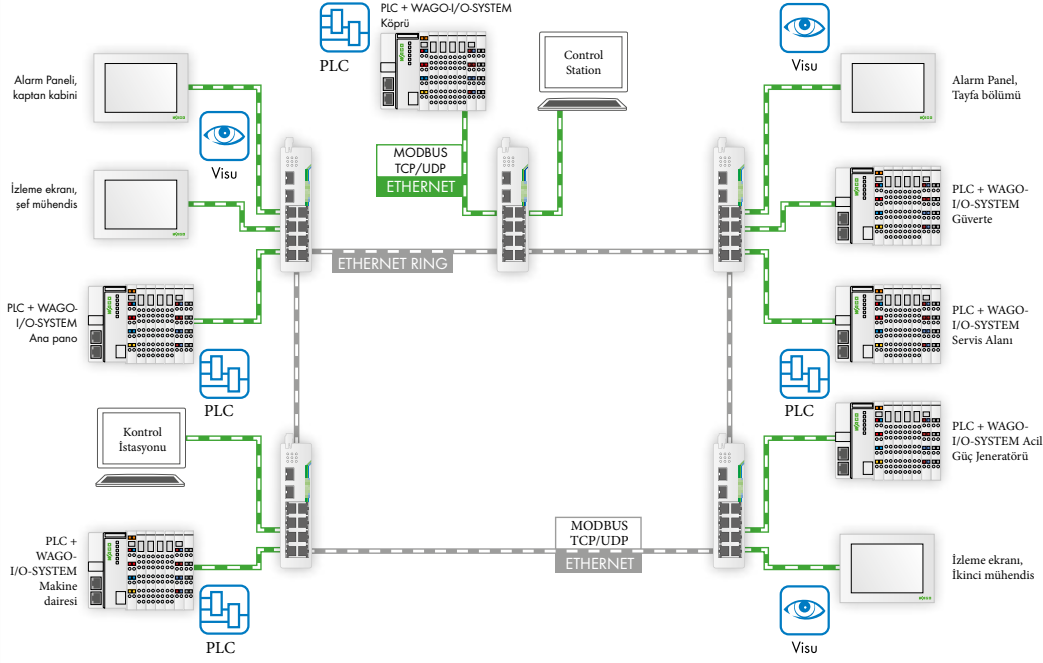 PLC + WAGO-I/O-SYSTEM
Köprü
PLC
Control
Station
Visu
Alarm Paneli,
kaptan kabini
Visu
Alarm Panel,
Tayfa bölümü
MODBUS
TCP/UDP
ETHERNET
İzleme ekranı,
şef mühendis
PLC + WAGO-
I/O-SYSTEM
Güverte
ETHERNET RING
PLC + WAGO-
I/O-SYSTEM
Ana pano
PLC
PLC + WAGO-
I/O-SYSTEM
Servis Alanı
PLC
Kontrol
İstasyonu
PLC + WAGO-
I/O-SYSTEM Acil
Güç Jeneratörü
MODBUS
TCP/UDP
ETHERNET
PLC +
WAGO-
I/O-SYSTEM
Makine
dairesi
PLC
İzleme ekranı,
İkinci mühendis
Visu